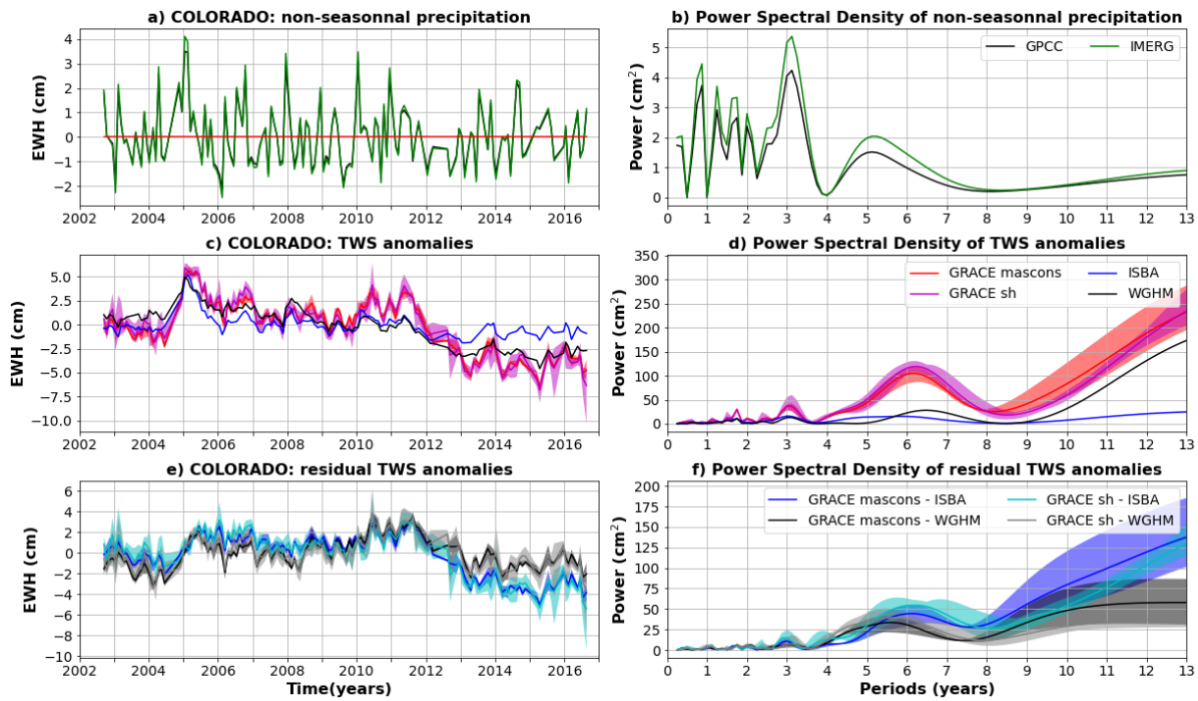 a) COLORADO: non-seasonnal precipitation
4
3
2
1
0
−1
−2
EWH (cm)
2002 2004 2006 2008 2010 2012 2014 2016
b) Power Spectral Density of non-seasonnal precipitation
GPCC IMERG
5
4
3
2
1
0
Power (cm²)
0 1 2 3 4 5 6 7 8 9 10 11 12 13
c) COLORADO: TWS anomalies
5.0
2.5
0.0
−2.5
−5.0
−7.5
−10.0
EWH (cm)
2002 2004 2006 2008 2010 2012 2014 2016
d) Power Spectral Density of TWS anomalies
GRACE mascons ISBA
GRACE sh WGHM
350
300
250
200
150
100
50
0
Power (cm²)
0 1 2 3 4 5 6 7 8 9 10 11 12 13
e) COLORADO: residual TWS anomalies
6
4
2
0
−2
−4
−6
−8
−10
EWH (cm)
2002 2004 2006 2008 2010 2012 2014 2016
Time(years)
f) Power Spectral Density of residual TWS anomalies
GRACE mascons - ISBA GRACE sh - ISBA
GRACE mascons - WGHM GRACE sh - WGHM
200
175
150
125
100
75
50
25
0
Power (cm²)
0 1 2 3 4 5 6 7 8 9 10 11 12 13
Periods (years)